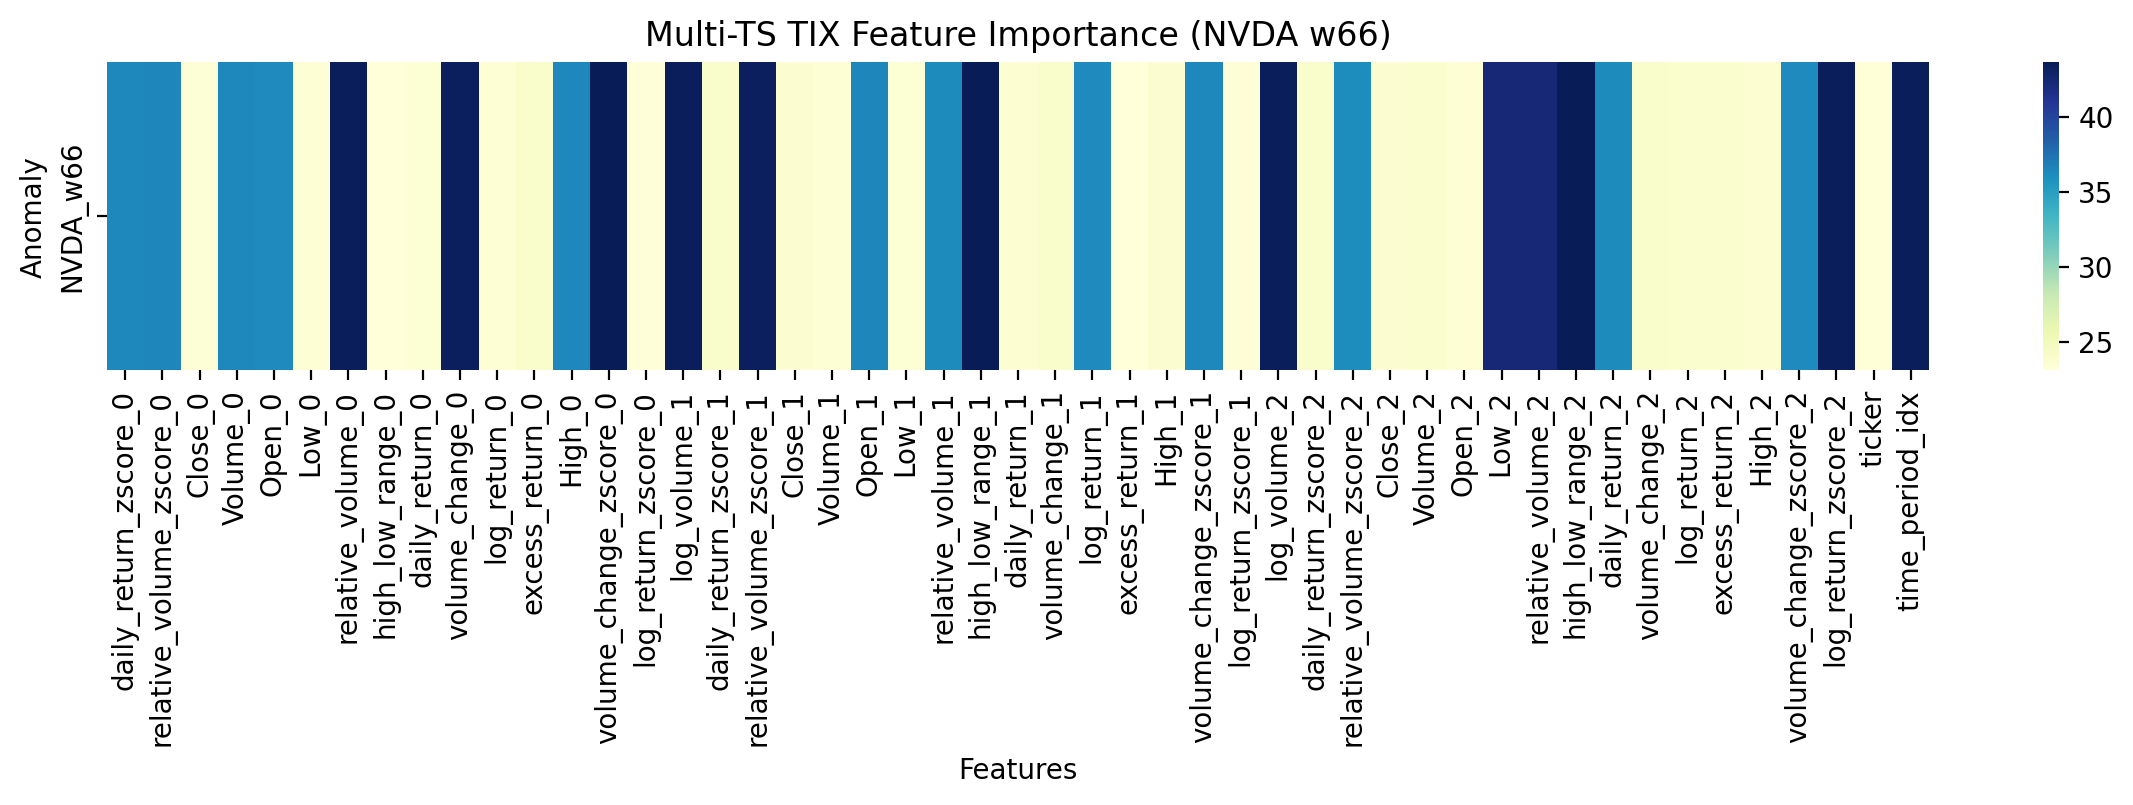 Multi-TS TIX Feature Importance (NVDA w66)
Anomaly
NVDA_w66
40
35
30
25
daily_return_zscore_0
relative_volume_zscore_0
Close_0
Volume_0
Open_0
Low_0
relative_volume_0
high_low_range_0
daily_return_0
volume_change_0
log_return_0
excess_return_0
High_0
volume_change_zscore_0
log_return_zscore_0
log_volume_1
daily_return_zscore_1
relative_volume_zscore_1
Close_1
Volume_1
Open_1
Low_1
relative_volume_1
high_low_range_1
daily_return_1
volume_change_1
log_return_1
excess_return_1
High_1
volume_change_zscore_1
log_return_zscore_1
log_volume_2
daily_return_zscore_2
relative_volume_zscore_2
Close_2
Volume_2
Open_2
Low_2
relative_volume_2
high_low_range_2
daily_return_2
volume_change_2
log_return_2
excess_return_2
High_2
volume_change_zscore_2
log_return_zscore_2
ticker
time_period_idx
Features